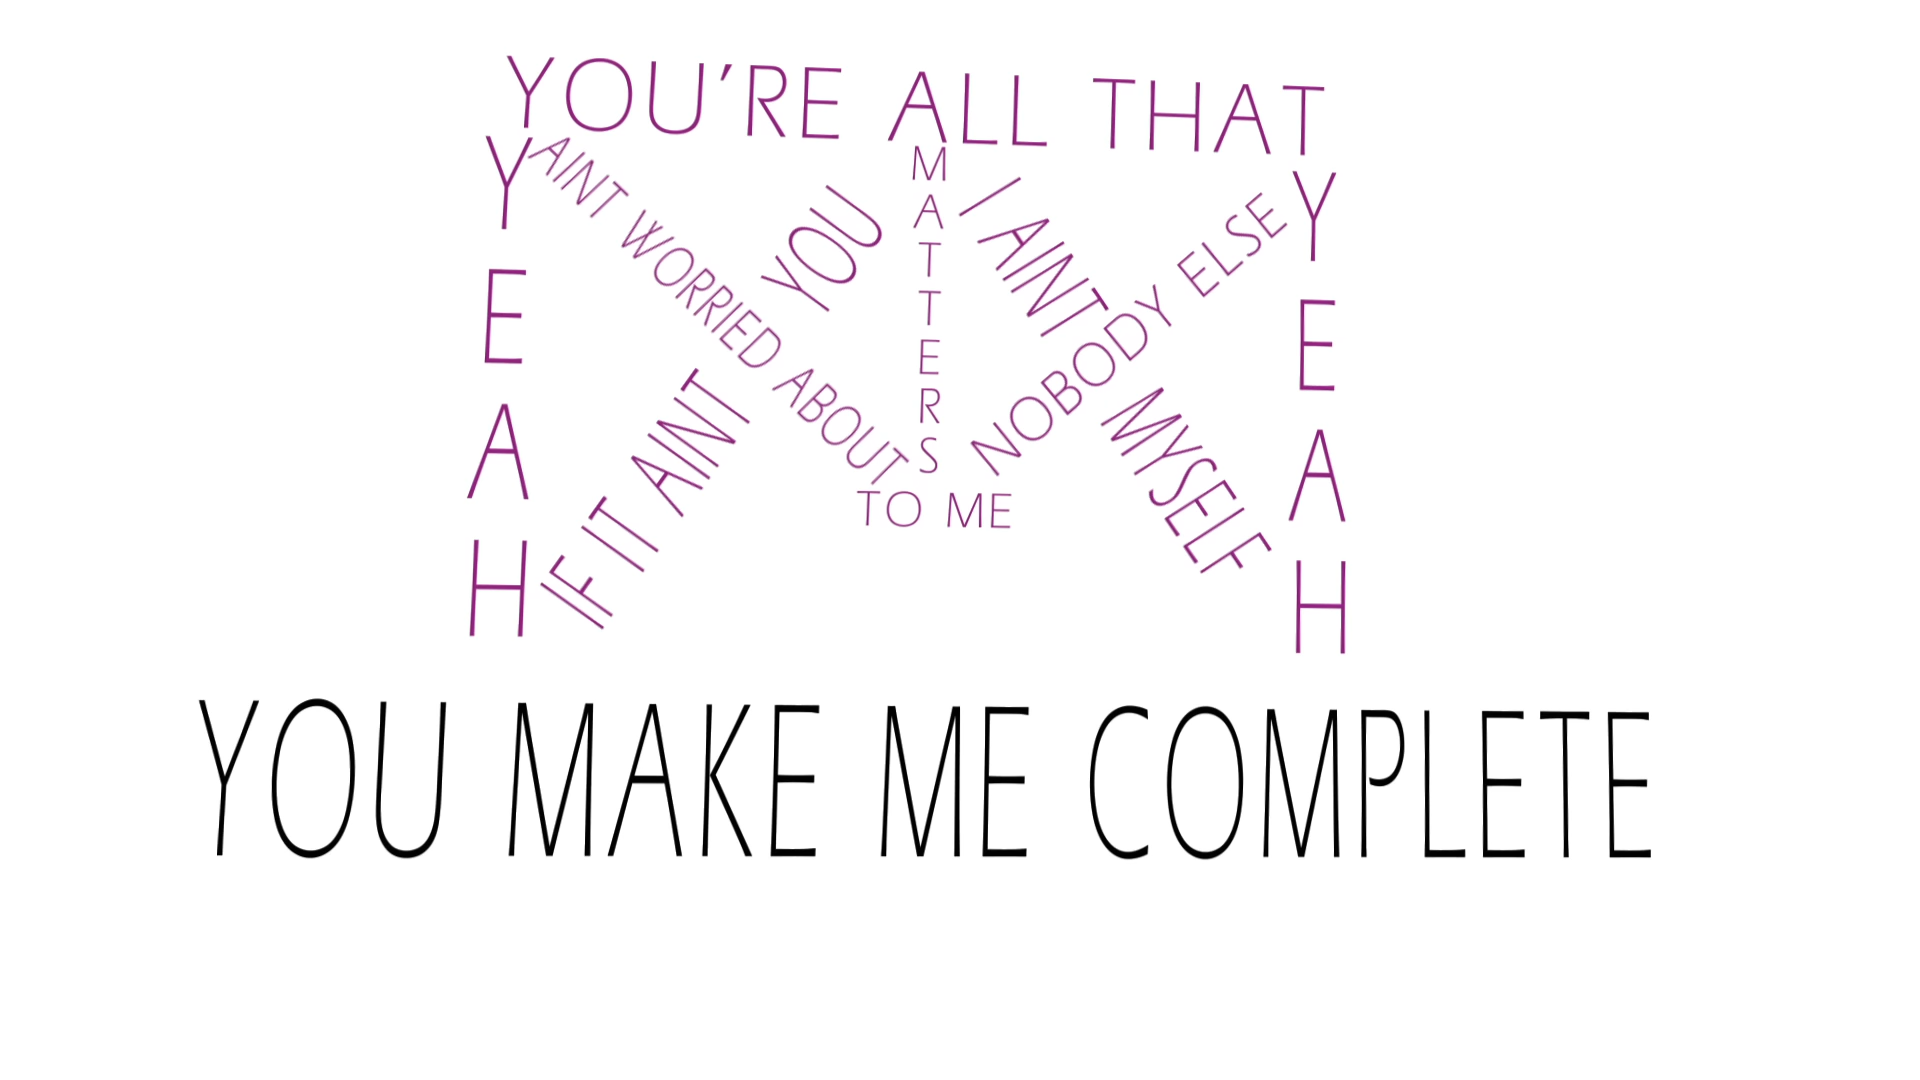 YOU'RE ALL THAT
MATTERS
TO ME
YEAH
YEAH
AINT WORRIED ABOUT
NOBODY ELSE
IF IT AINT YOU
I AINT MYSELF
YOU MAKE ME COMPLETE